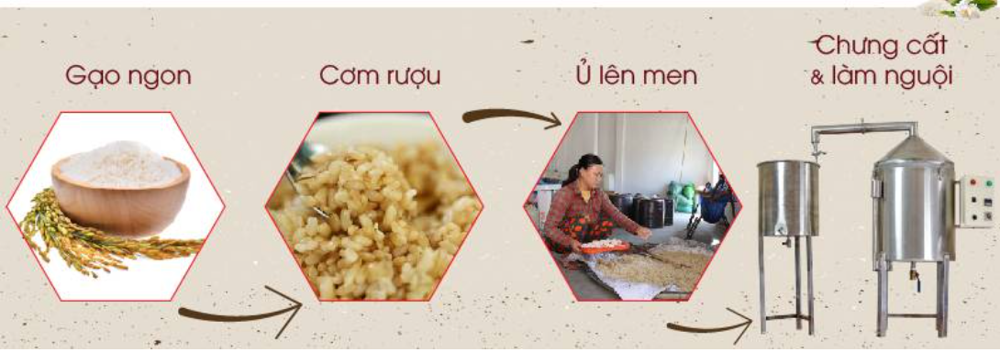 Gạo ngon
Cơm rượu
Ủ lên men
Chưng cất
& làm nguội